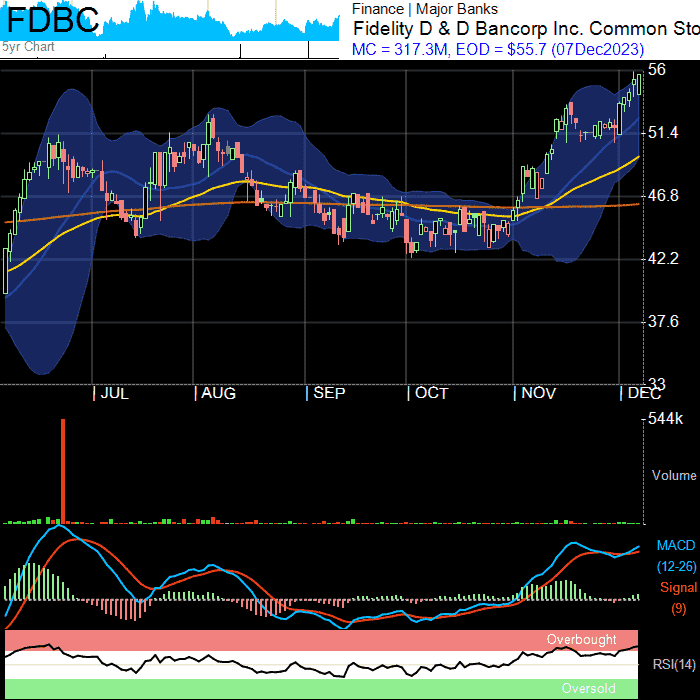 FDBC
5yr Chart
Finance | Major Banks
Fidelity D & D Bancorp Inc. Common Sto
MC = 317.3M, EOD = $55.7 (07Dec2023)
56
51.4
46.8
42.2
37.6
33
| JUL | AUG | SEP | OCT | NOV | DEC
544k
Volume
MACD
(12-26)
Signal
(9)
Overbought
RSI(14)
Oversold